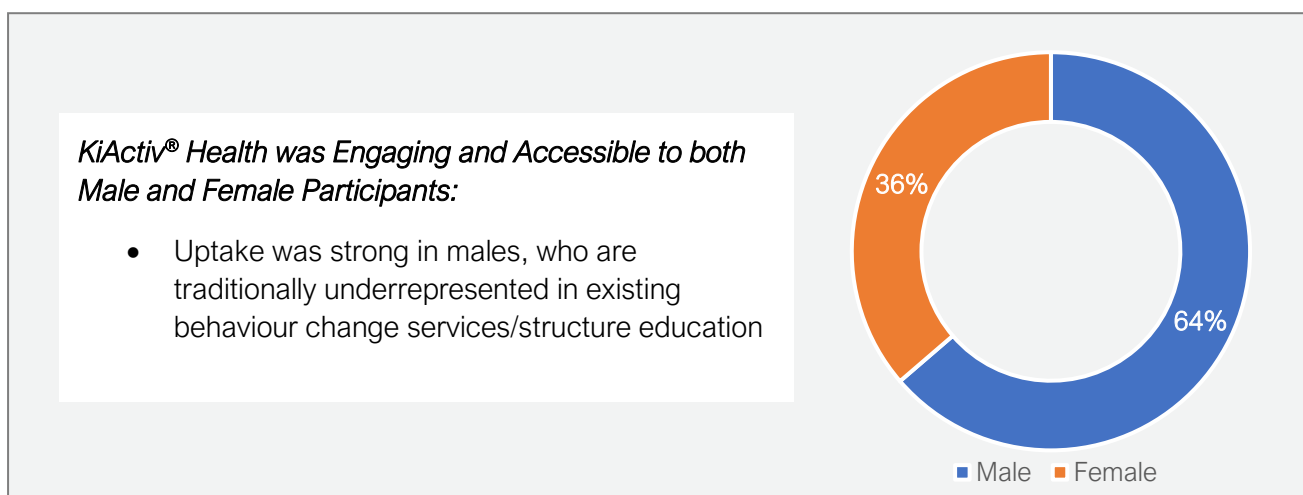 KiActiv® Health was Engaging and Accessible to both
Male and Female Participants:
• Uptake was strong in males, who are
traditionally underrepresented in existing
behaviour change services/structure education
36%
64%
Male Female